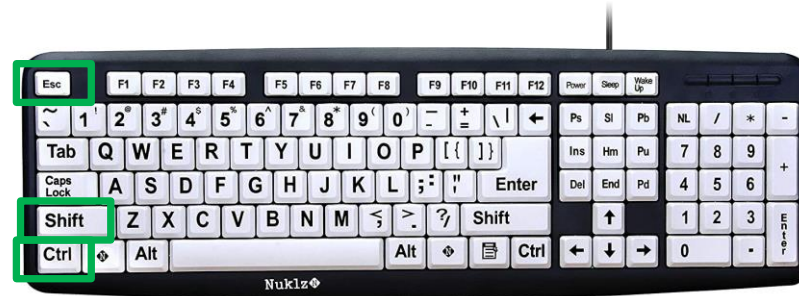 Esc F1 F2 F3 F4 F5 F6 F7 F8 F9 F10 F11 F12 Power Sleep Wake Up
~ ` 1 ! 2 @ 3 # 4 $ 5 % 6 ^ 7 & 8 * 9 ( 0 ) _ - + = \ | ← Ps Sl Pb NL / * -
Tab Q W E R T Y U I O P [ { ] } Ins Hm Pu 7 8 9 +
Caps Lock A S D F G H J K L ; : " ' Enter Del End Pd 4 5 6
Shift Z X C V B N M < , > . ? / Shift ↑ 1 2 3 Enter
Ctrl Alt Alt Ctrl ← ↓ → 0 .
Nuklz